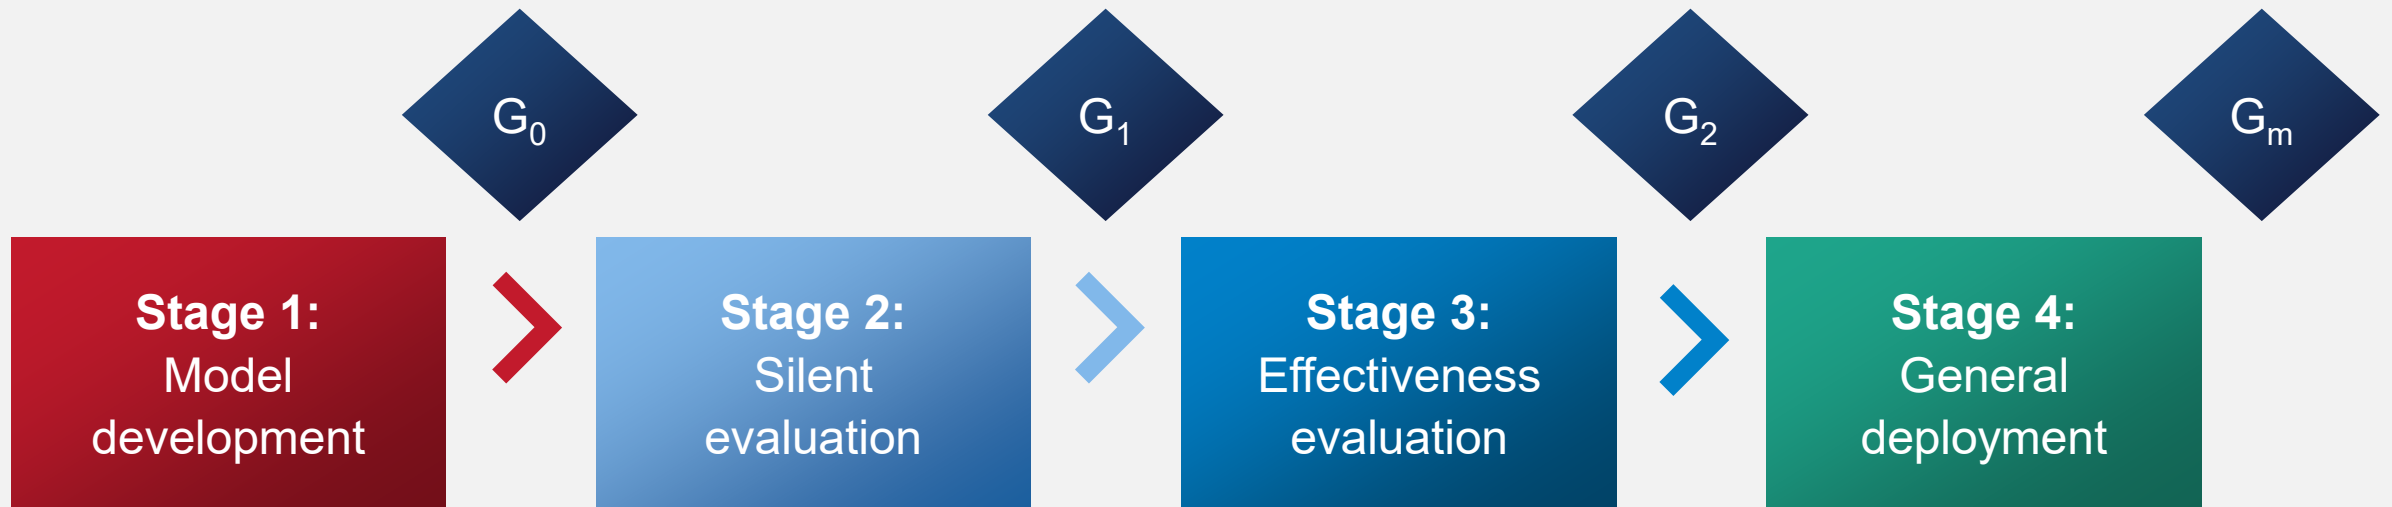 G₀
G₁
G₂
Gₘ
Stage 1:
Model
development
Stage 2:
Silent
evaluation
Stage 3:
Effectiveness
evaluation
Stage 4:
General
deployment